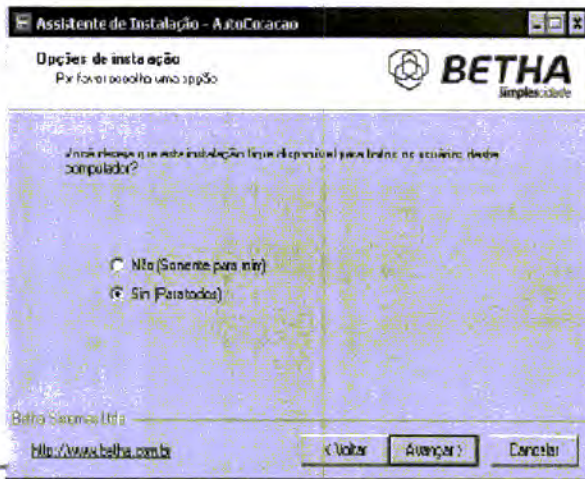 Assistente de Instalação - AutoCotacao
Opções de instalação
Por favor escolha uma opção
BETHA
simplescidade
Você deseja que esta instalação fique disponível para todos os usuários deste
computador?
Não (Somente para mim)
Sim (Para todos)
Betha Sistemas Ltda
http://www.betha.com.br
< Voltar
Avançar >
Cancelar